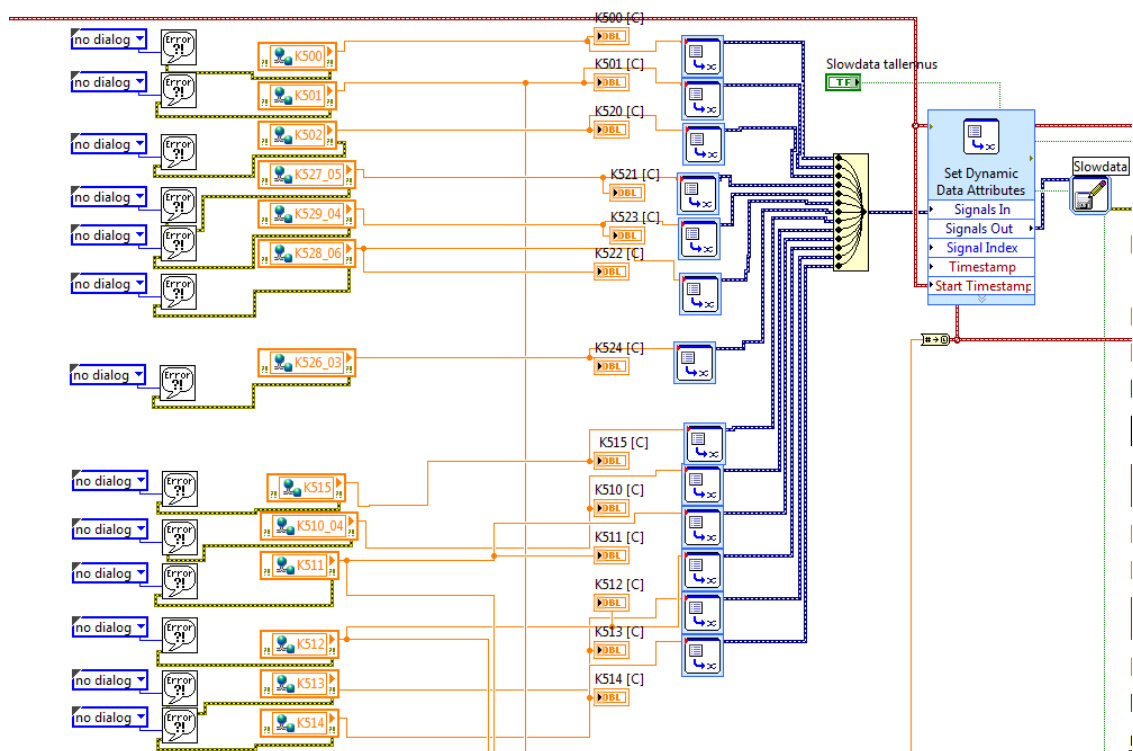 K500 [C]
no dialog
Error
?!
K500
DBL
K501 [C]
no dialog
Error
?!
K501
DBL
Slowdata tallennus
TF
K520 [C]
no dialog
Error
?!
K502
DBL
K521 [C]
no dialog
Error
?!
K527_05
DBL
Slowdata
Set Dynamic
Data Attributes
Signals In
Signals Out
Signal Index
Timestamp
Start Timestamp
K523 [C]
no dialog
Error
?!
K529_04
DBL
K522 [C]
no dialog
Error
?!
K528_06
DBL
K524 [C]
no dialog
Error
?!
K526_03
DBL
K515 [C]
no dialog
Error
?!
K515
DBL
K510 [C]
no dialog
Error
?!
K510_04
DBL
K511 [C]
no dialog
Error
?!
K511
DBL
K512 [C]
no dialog
Error
?!
K512
DBL
K513 [C]
no dialog
Error
?!
K513
DBL
K514 [C]
no dialog
Error
?!
K514
DBL